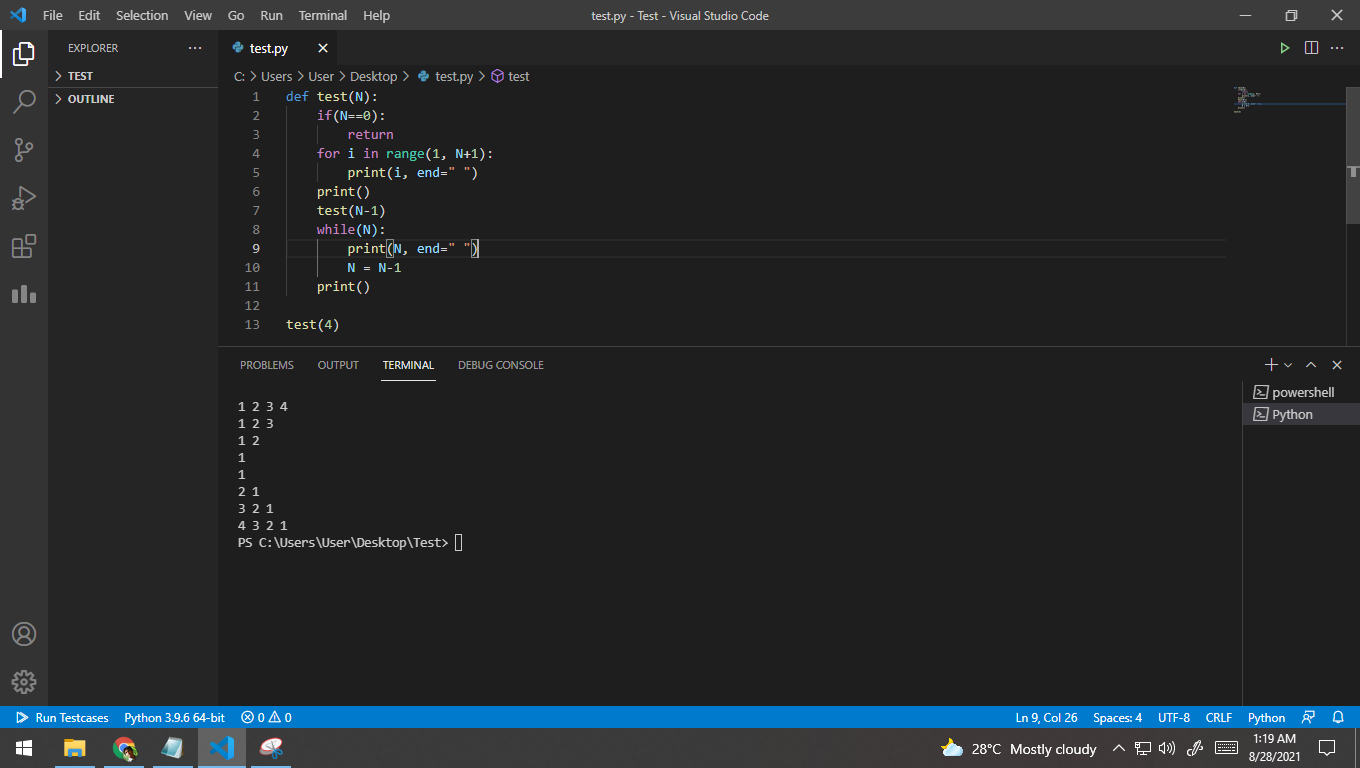 File Edit Selection View Go Run Terminal Help test.py - Test - Visual Studio Code
EXPLORER
TEST
OUTLINE
test.py
C: > Users > User > Desktop > test.py > test
1 def test(N):
2     if(N==0):
3         return
4     for i in range(1, N+1):
5         print(i, end=" ")
6     print()
7     test(N-1)
8     while(N):
9         print(N, end=" ")
10         N = N-1
11     print()
12
13 test(4)
PROBLEMS OUTPUT TERMINAL DEBUG CONSOLE
1 2 3 4
1 2 3
1 2
1
1
2 1
3 2 1
4 3 2 1
PS C:\Users\User\Desktop\Test>
powershell
Python
Run Testcases Python 3.9.6 64-bit 0 0 Ln 9, Col 26 Spaces: 4 UTF-8 CRLF Python
28°C Mostly cloudy
1:19 AM
8/28/2021